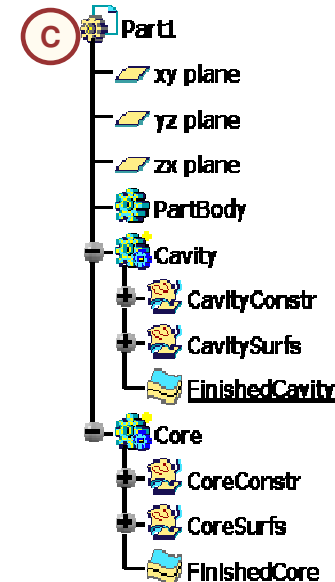 C
Part1
xy plane
yz plane
zx plane
PartBody
Cavity
CavityConstr
CavitySurfs
FinishedCavity
Core
CoreConstr
CoreSurfs
FinishedCore